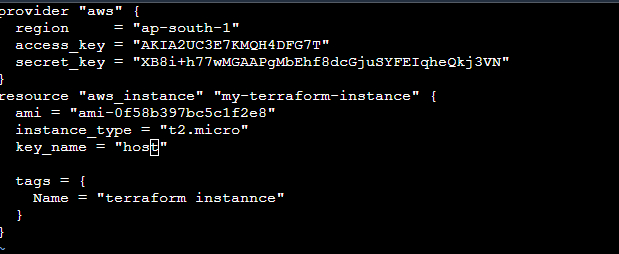 provider "aws" {
region = "ap-south-1"
access_key = "AKIA2UC3E7KMQH4DFG7T"
secret_key = "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"
}
resource "aws_instance" "my-terraform-instance" {
ami = "ami-0f58b397bc5c1f2e8"
instance_type = "t2.micro"
key_name = "host"
tags = {
Name = "terraform instannce"
}
}
~